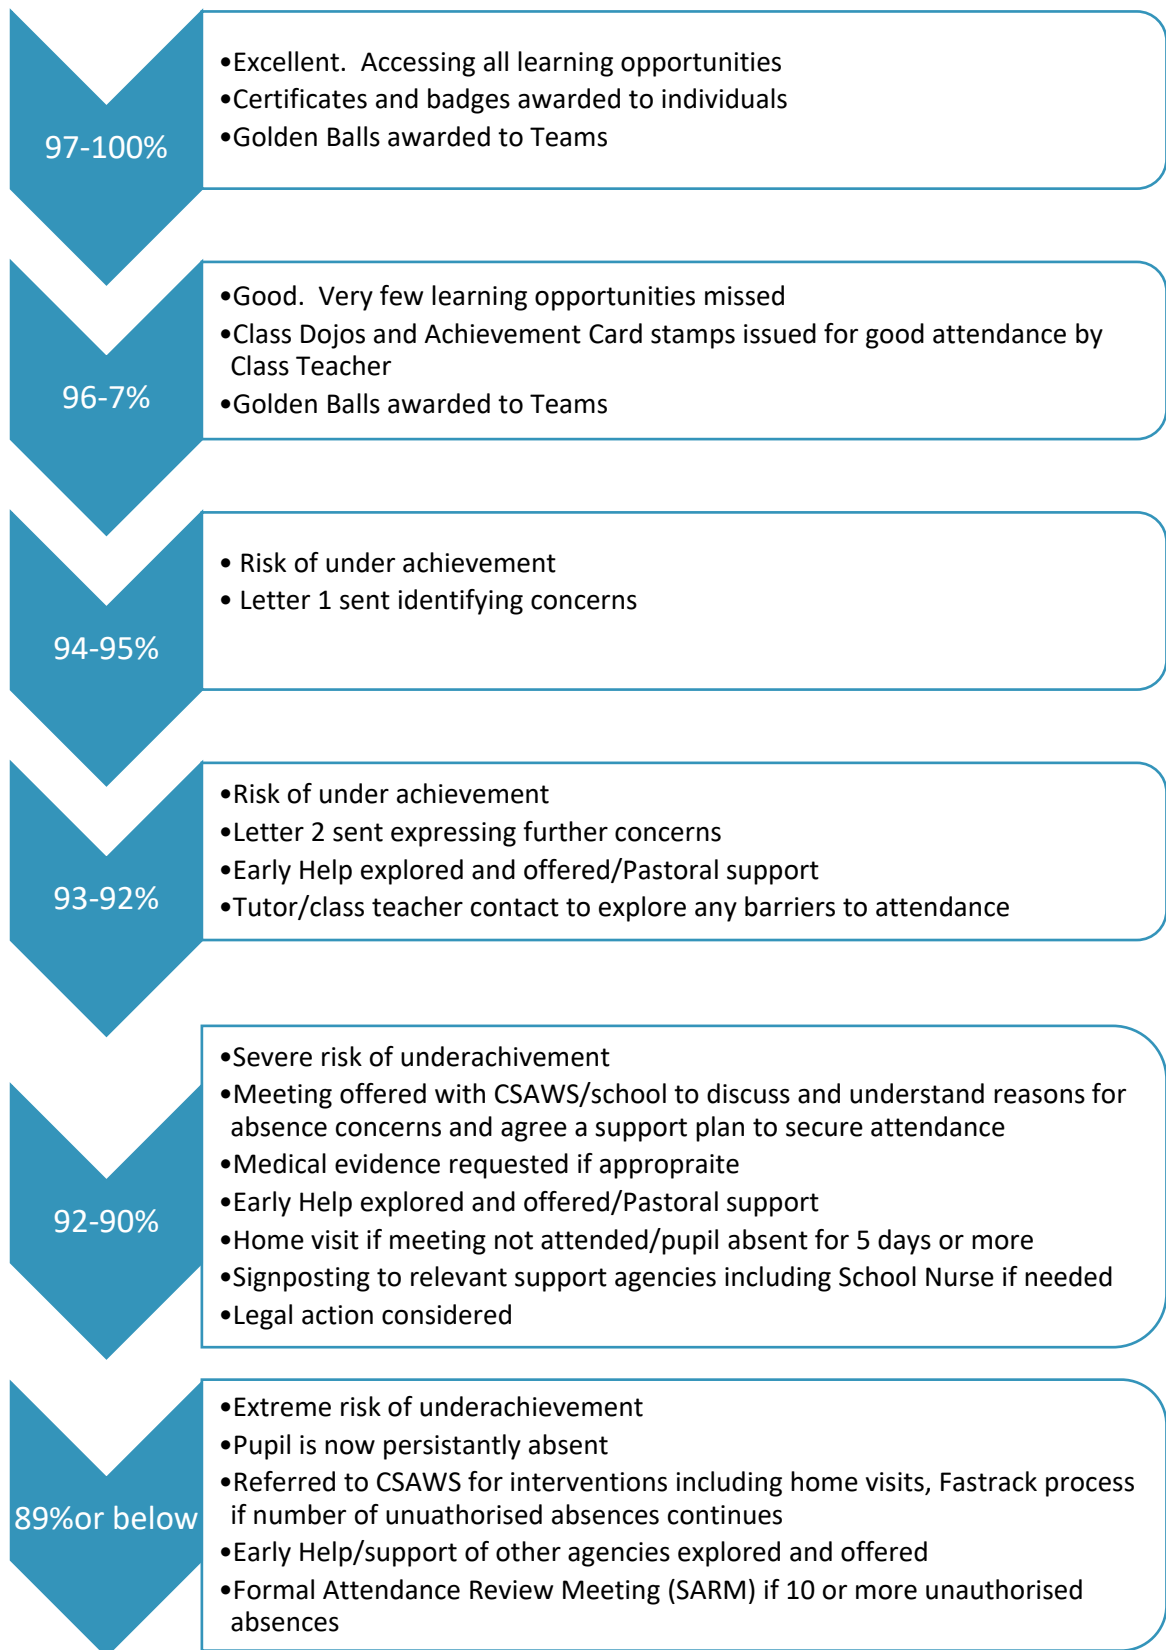 97-100%
•Excellent.  Accessing all learning opportunities
•Certificates and badges awarded to individuals
•Golden Balls awarded to Teams
96-7%
•Good.  Very few learning opportunities missed
•Class Dojos and Achievement Card stamps issued for good attendance by
Class Teacher
•Golden Balls awarded to Teams
94-95%
• Risk of under achievement
• Letter 1 sent identifying concerns
93-92%
•Risk of under achievement
•Letter 2 sent expressing further concerns
•Early Help explored and offered/Pastoral support
•Tutor/class teacher contact to explore any barriers to attendance
92-90%
•Severe risk of underachivement
•Meeting offered with CSAWS/school to discuss and understand reasons for
absence concerns and agree a support plan to secure attendance
•Medical evidence requested if appropraite
•Early Help explored and offered/Pastoral support
•Home visit if meeting not attended/pupil absent for 5 days or more
•Signposting to relevant support agencies including School Nurse if needed
•Legal action considered
89%or below
•Extreme risk of underachievement
•Pupil is now persistantly absent
•Referred to CSAWS for interventions including home visits, Fastrack process
if number of unuathorised absences continues
•Early Help/support of other agencies explored and offered
•Formal Attendance Review Meeting (SARM) if 10 or more unauthorised
absences